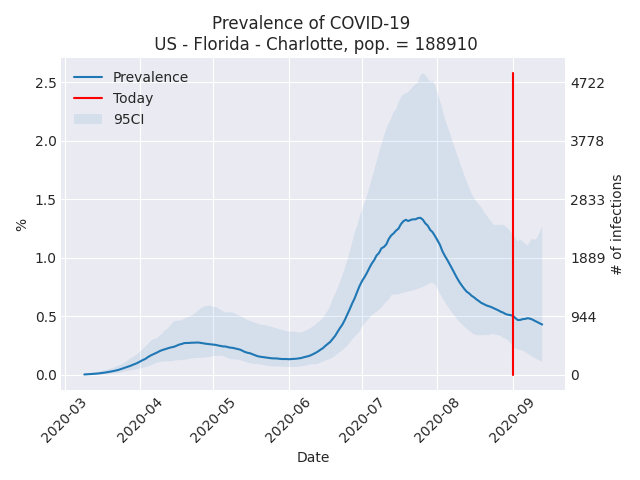 Prevalence of COVID-19
US - Florida - Charlotte, pop. = 188910
Prevalence
Today
95CI
2.5
2.0
1.5
1.0
0.5
0.0
%
4722
3778
2833
1889
944
0
# of infections
2020-03
2020-04
2020-05
2020-06
2020-07
2020-08
2020-09
Date